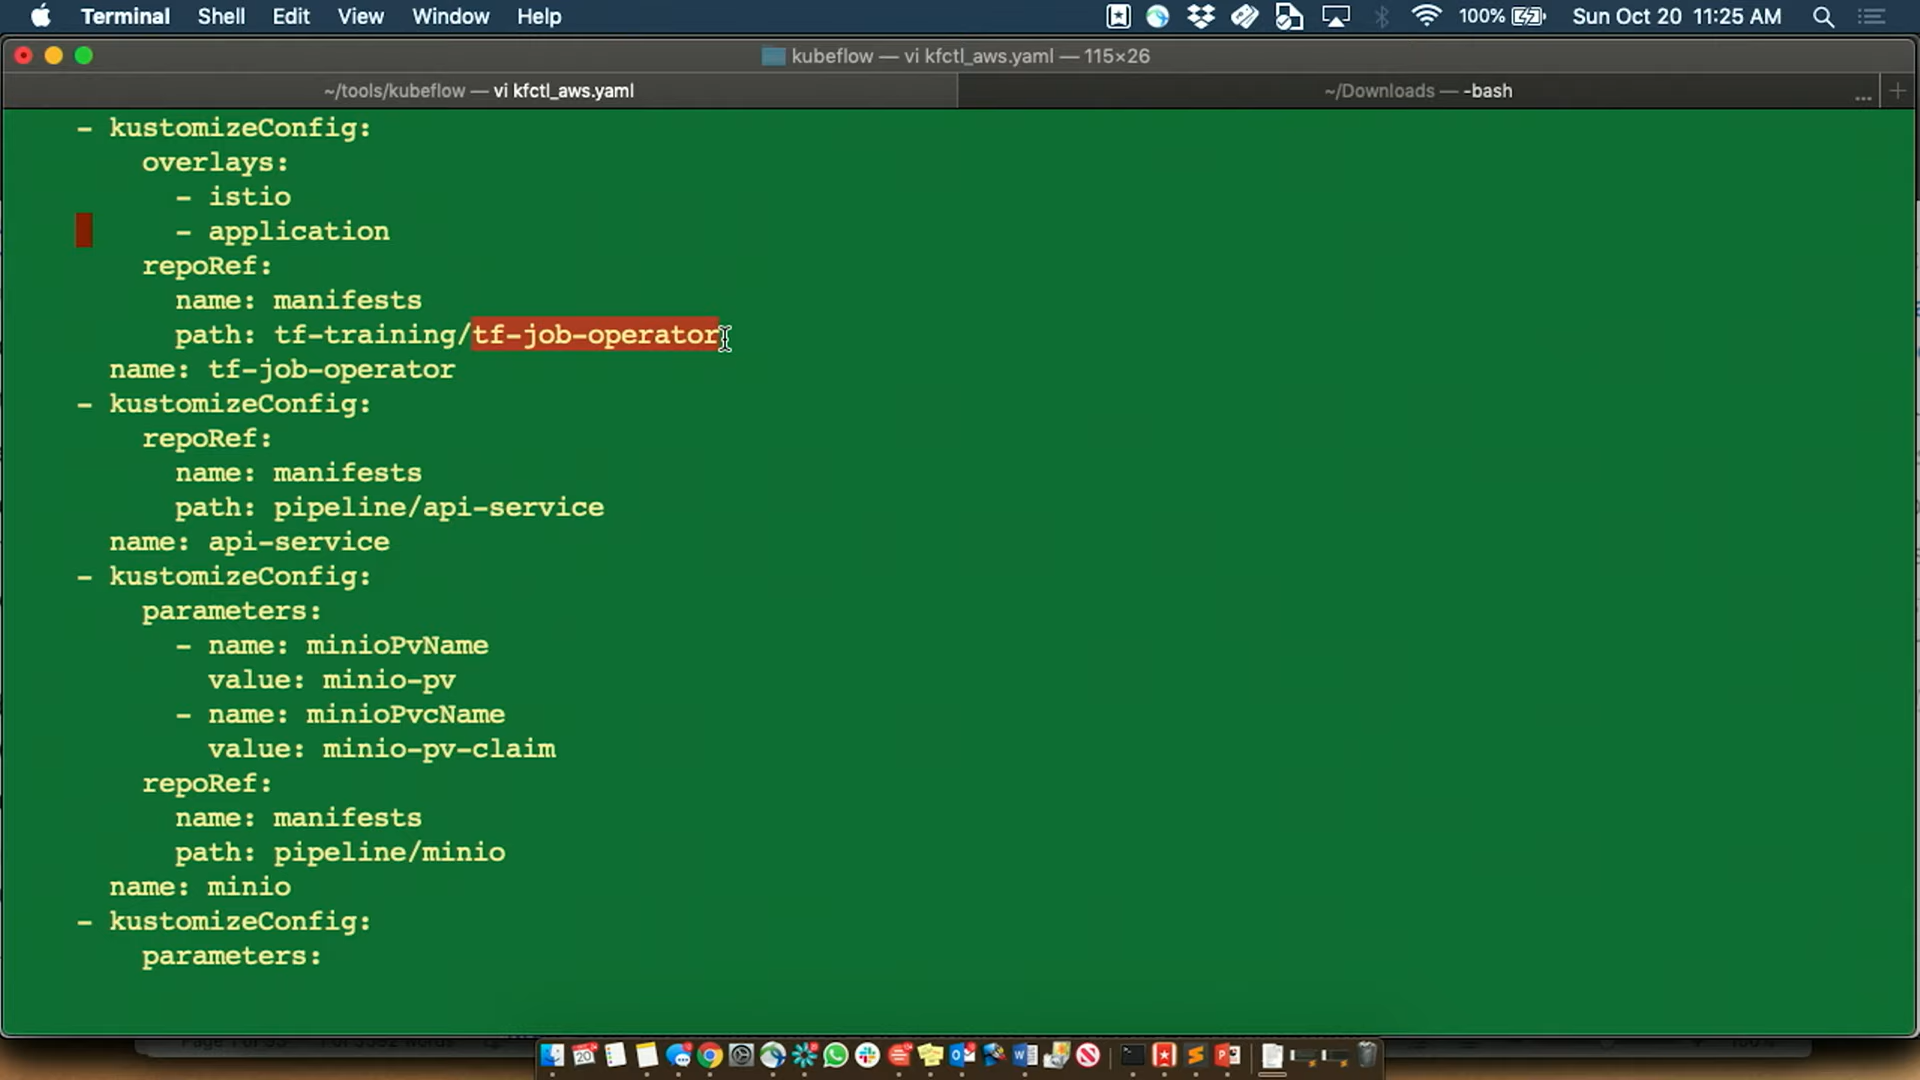 Terminal Shell Edit View Window Help 100% Sun Oct 20 11:25 AM
kubeflow — vi kfctl_aws.yaml — 115×26
~/tools/kubeflow — vi kfctl_aws.yaml ~/Downloads — -bash ...
- kustomizeConfig:
overlays:
- istio
- application
repoRef:
name: manifests
path: tf-training/tf-job-operator
name: tf-job-operator
- kustomizeConfig:
repoRef:
name: manifests
path: pipeline/api-service
name: api-service
- kustomizeConfig:
parameters:
- name: minioPvName
value: minio-pv
- name: minioPvcName
value: minio-pv-claim
repoRef:
name: manifests
path: pipeline/minio
name: minio
- kustomizeConfig:
parameters: